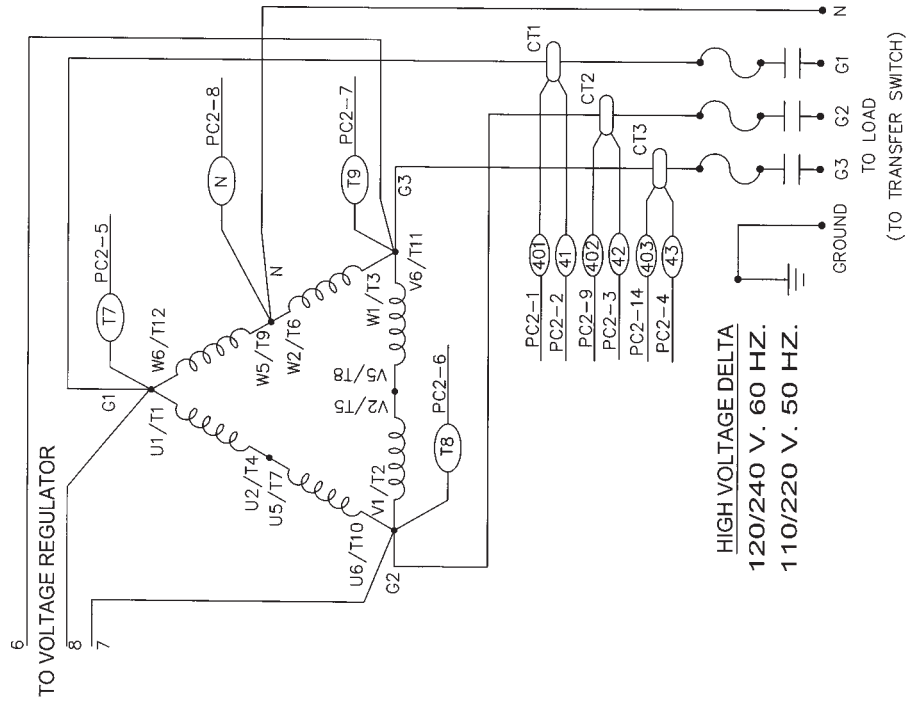 6
TO VOLTAGE REGULATOR
8
7
G1
U1/T1
W6/T12
T7
PC2-5
U2/T4
U5/T7
U6/T10
G2
V1/T2
V2/T5
V5/T8
W1/T3
V6/T11
G3
W5/T9
W2/T6
N
N
PC2-8
T9
PC2-7
T8
PC2-6
CT1
CT2
CT3
PC2-1 401
PC2-2 41
PC2-9 402
PC2-3 42
PC2-14 403
PC2-4 43
N
G1
G2
G3
GROUND
TO LOAD
(TO TRANSFER SWITCH)
HIGH VOLTAGE DELTA
120/240 V. 60 HZ.
110/220 V. 50 HZ.